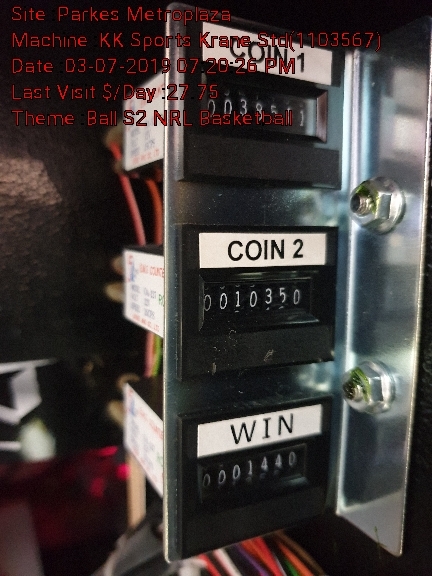 Site :Parkes Metroplaza
Machine :KK Sports Krane Std(1103567)
Date :03-07-2019 07:20:26 PM
COIN 1
Last Visit $/Day :27.75
Theme :Ball S2 NRL Basketball
COIN 2
0010350
WIN
0001440